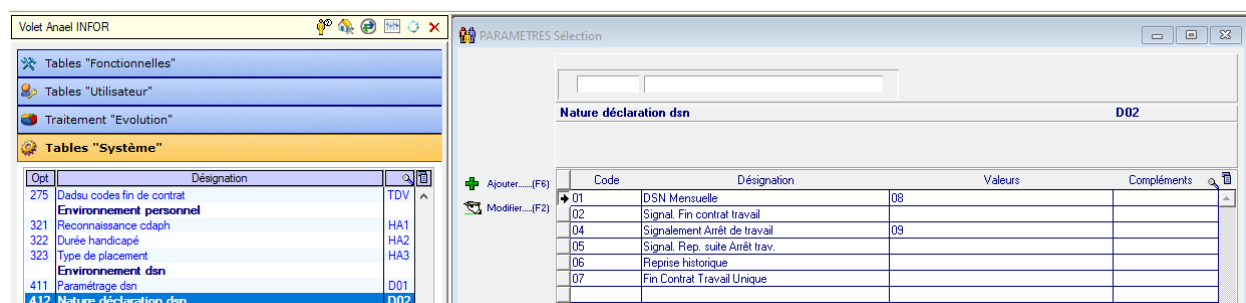 Volet Anael INFOR
PARAMETRES Sélection
Tables "Fonctionnelles"
Tables "Utilisateur"
Traitement "Evolution"
Tables "Système"
Opt Désignation
275 Dadsu codes fin de contrat TDV
Environnement personnel
321 Reconnaissance cdaph HA1
322 Durée handicapé HA2
323 Type de placement HA3
Environnement dsn
411 Paramétrage dsn D01
412 Nature déclaration dsn D02
Nature déclaration dsn D02
Ajouter......(F6)
Modifier....(F2)
Code Désignation Valeurs Compléments
01 DSN Mensuelle 08
02 Signal. Fin contrat travail
04 Signalement Arrêt de travail 09
05 Signal. Rep. suite Arrêt trav.
06 Reprise historique
07 Fin Contrat Travail Unique